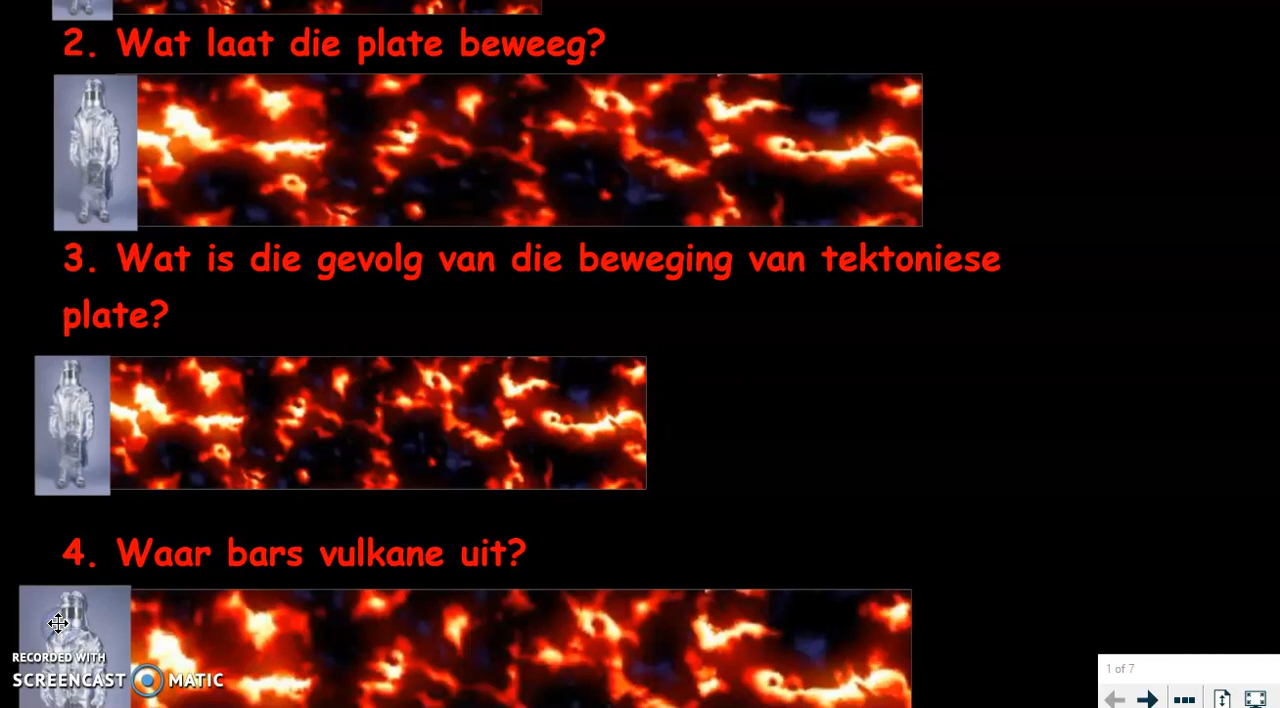 2. Wat laat die plate beweeg?
3. Wat is die gevolg van die beweging van tektoniese
plate?
4. Waar bars vulkane uit?
RECORDED WITH
SCREENCAST MATIC
1 of 7